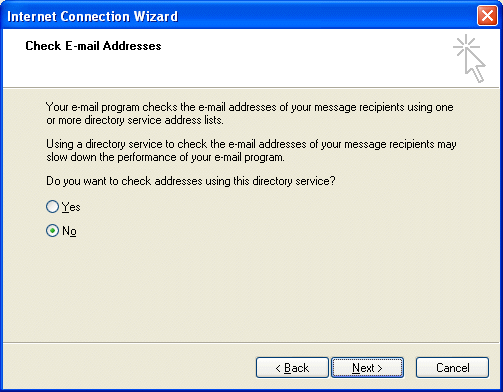 Internet Connection Wizard
Check E-mail Addresses
Your e-mail program checks the e-mail addresses of your message recipients using one
or more directory service address lists.
Using a directory service to check the e-mail addresses of your message recipients may
slow down the performance of your e-mail program.
Do you want to check addresses using this directory service?
Yes
No
< Back
Next >
Cancel